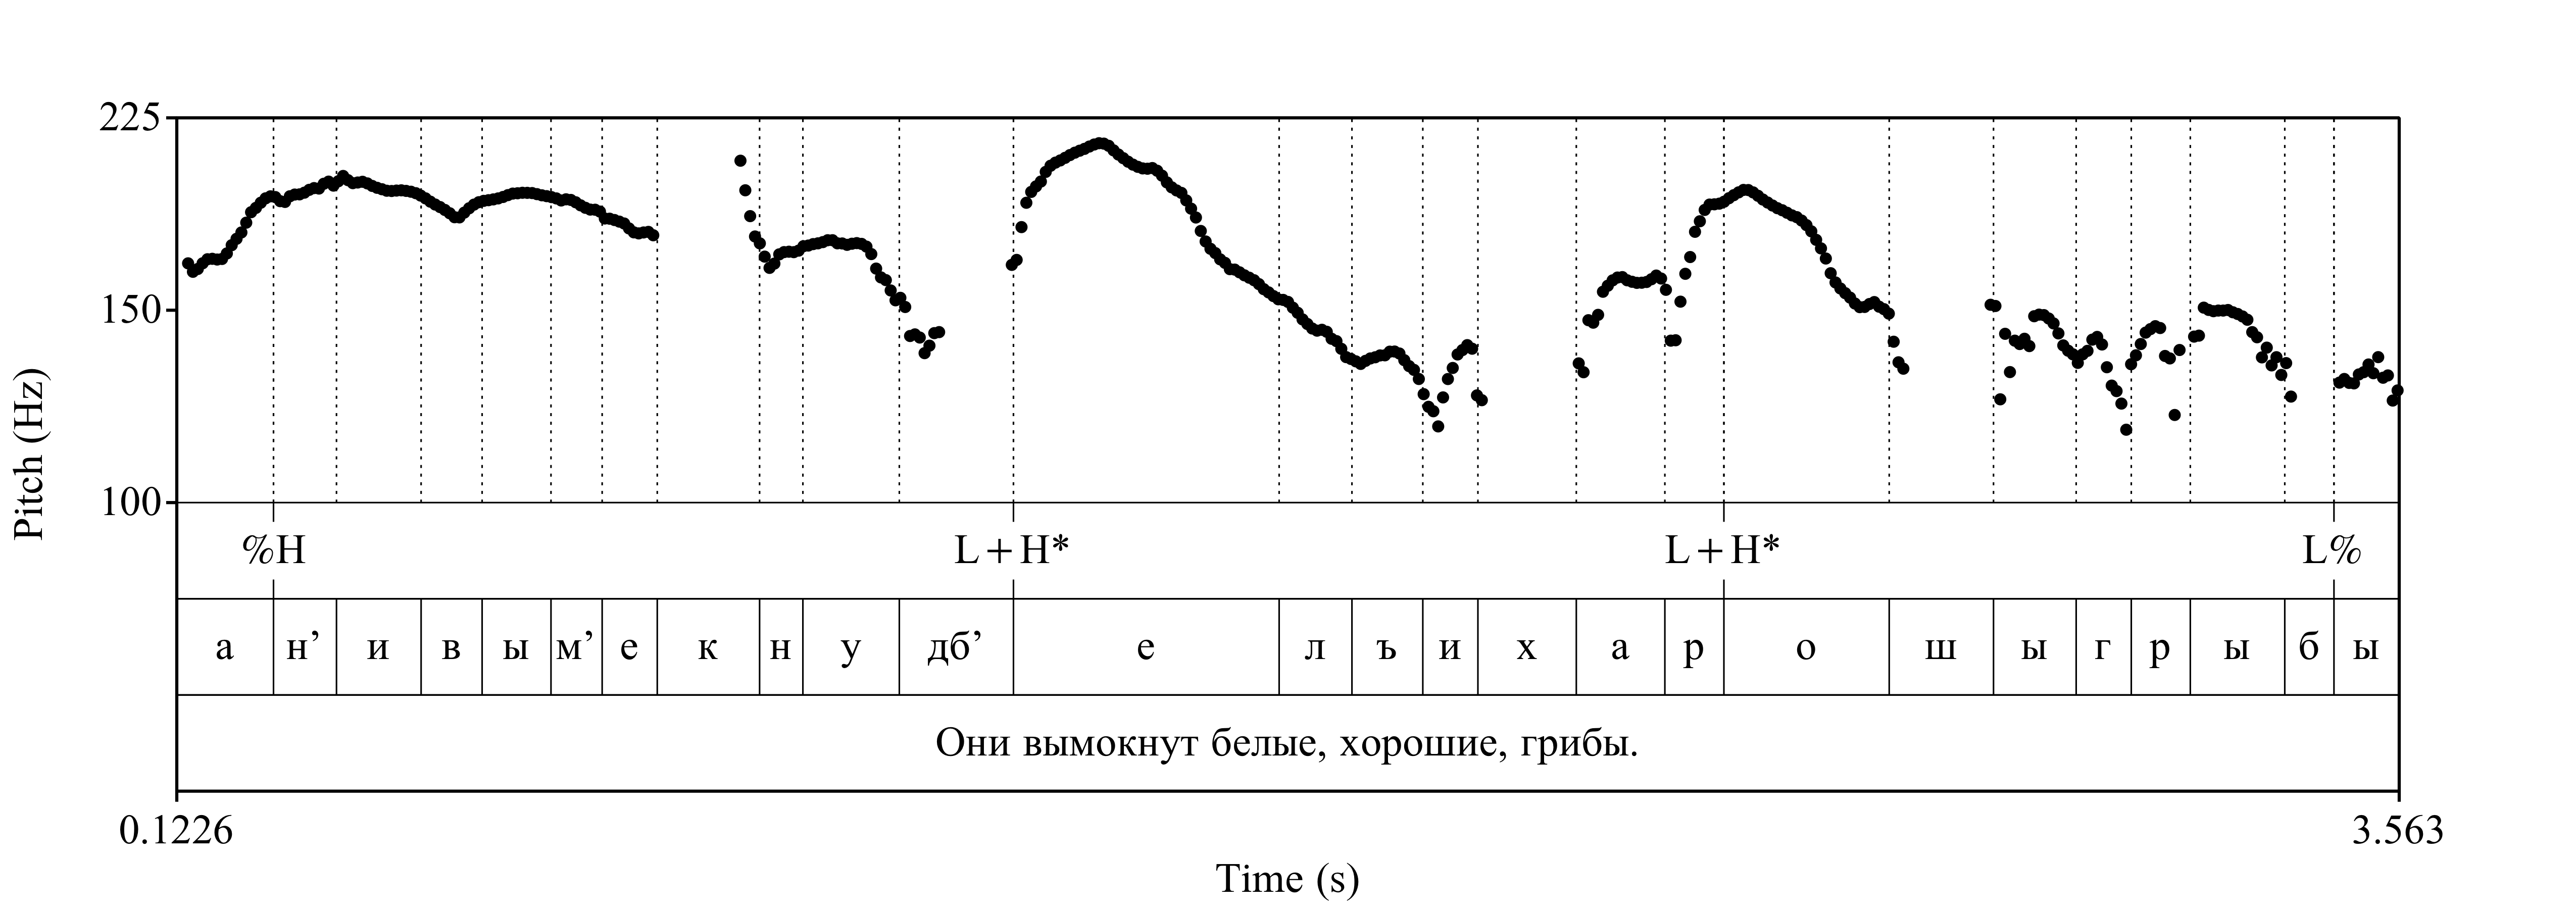 225
150
100
Pitch (Hz)
%H L+H* L+H* L%
а н’ и в ы м’ е к н у дб’ е л ъ и х а р о ш ы г р ы б ы
Они вымокнут белые, хорошие, грибы.
0.1226 3.563
Time (s)